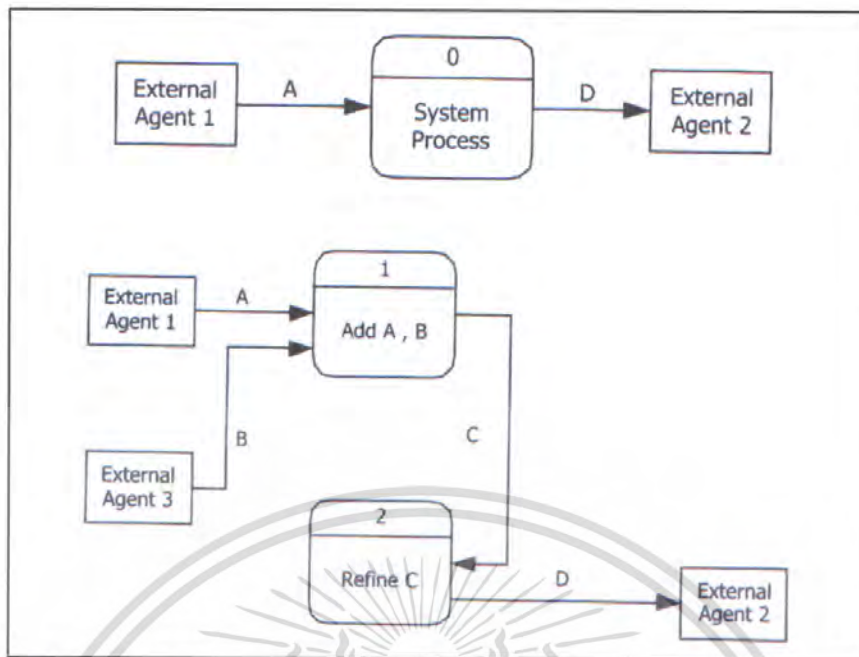 0
External
Agent 1
A
System
Process
D
External
Agent 2
1
External
Agent 1
A
Add A , B
B
C
External
Agent 3
2
Refine C
D
External
Agent 2